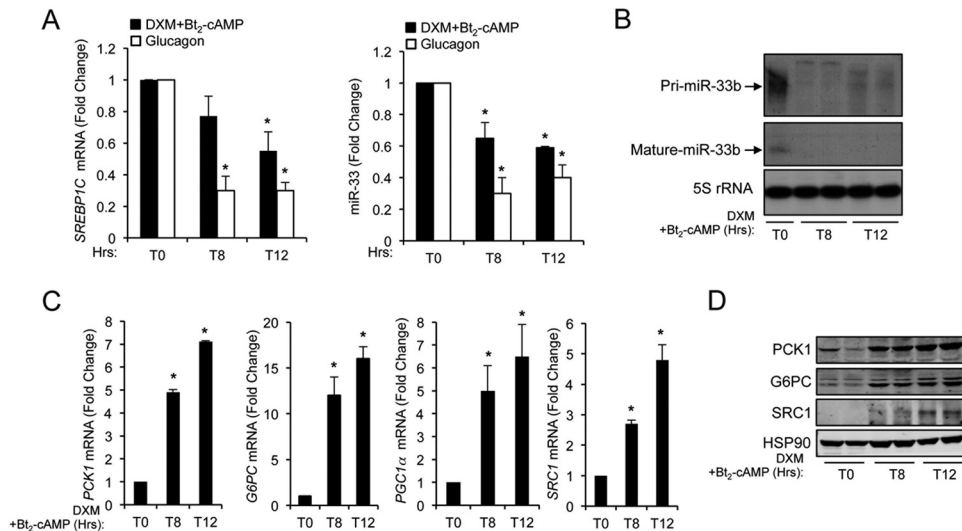 A
DXM+Bt₂-cAMP
Glucagon
SREBP1C mRNA (Fold Change)
1.2
1
0.8
0.6
0.4
0.2
0
*
*
*
Hrs:
T0
T8
T12
DXM+Bt₂-cAMP
Glucagon
miR-33 (Fold Change)
1.2
1
0.8
0.6
0.4
0.2
0
*
*
*
*
T0
T8
T12
B
Pri-miR-33b
Mature-miR-33b
5S rRNA
DXM
+Bt₂-cAMP (Hrs):
T0
T8
T12
C
PCK1 mRNA (Fold Change)
8
7
6
5
4
3
2
1
0
*
*
DXM
+Bt₂-cAMP (Hrs):
T0
T8
T12
G6PC mRNA (Fold Change)
20
15
10
5
0
*
*
T0
T8
T12
PGC1α mRNA (Fold Change)
9
8
7
6
5
4
3
2
1
0
*
*
T0
T8
T12
SRC1 mRNA (Fold Change)
6
5
4
3
2
1
0
*
*
T0
T8
T12
D
PCK1
G6PC
SRC1
HSP90
DXM
+Bt₂-cAMP (Hrs):
T0
T8
T12